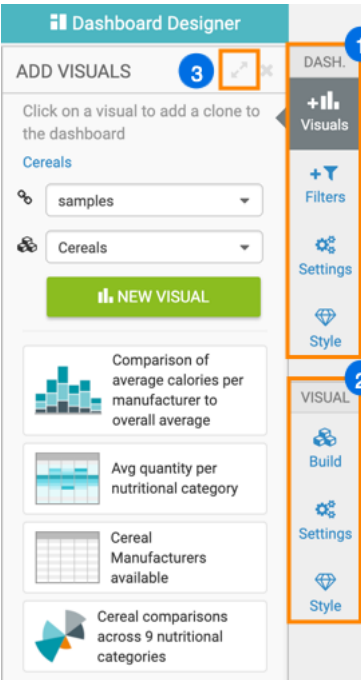 Dashboard Designer
ADD VISUALS
3
Click on a visual to add a clone to
the dashboard
Cereals
samples
Cereals
NEW VISUAL
Comparison of
average calories per
manufacturer to
overall average
Avg quantity per
nutritional category
Cereal
Manufacturers
available
Cereal comparisons
across 9 nutritional
categories
1
DASH.
Visuals
Filters
Settings
Style
2
VISUAL
Build
Settings
Style